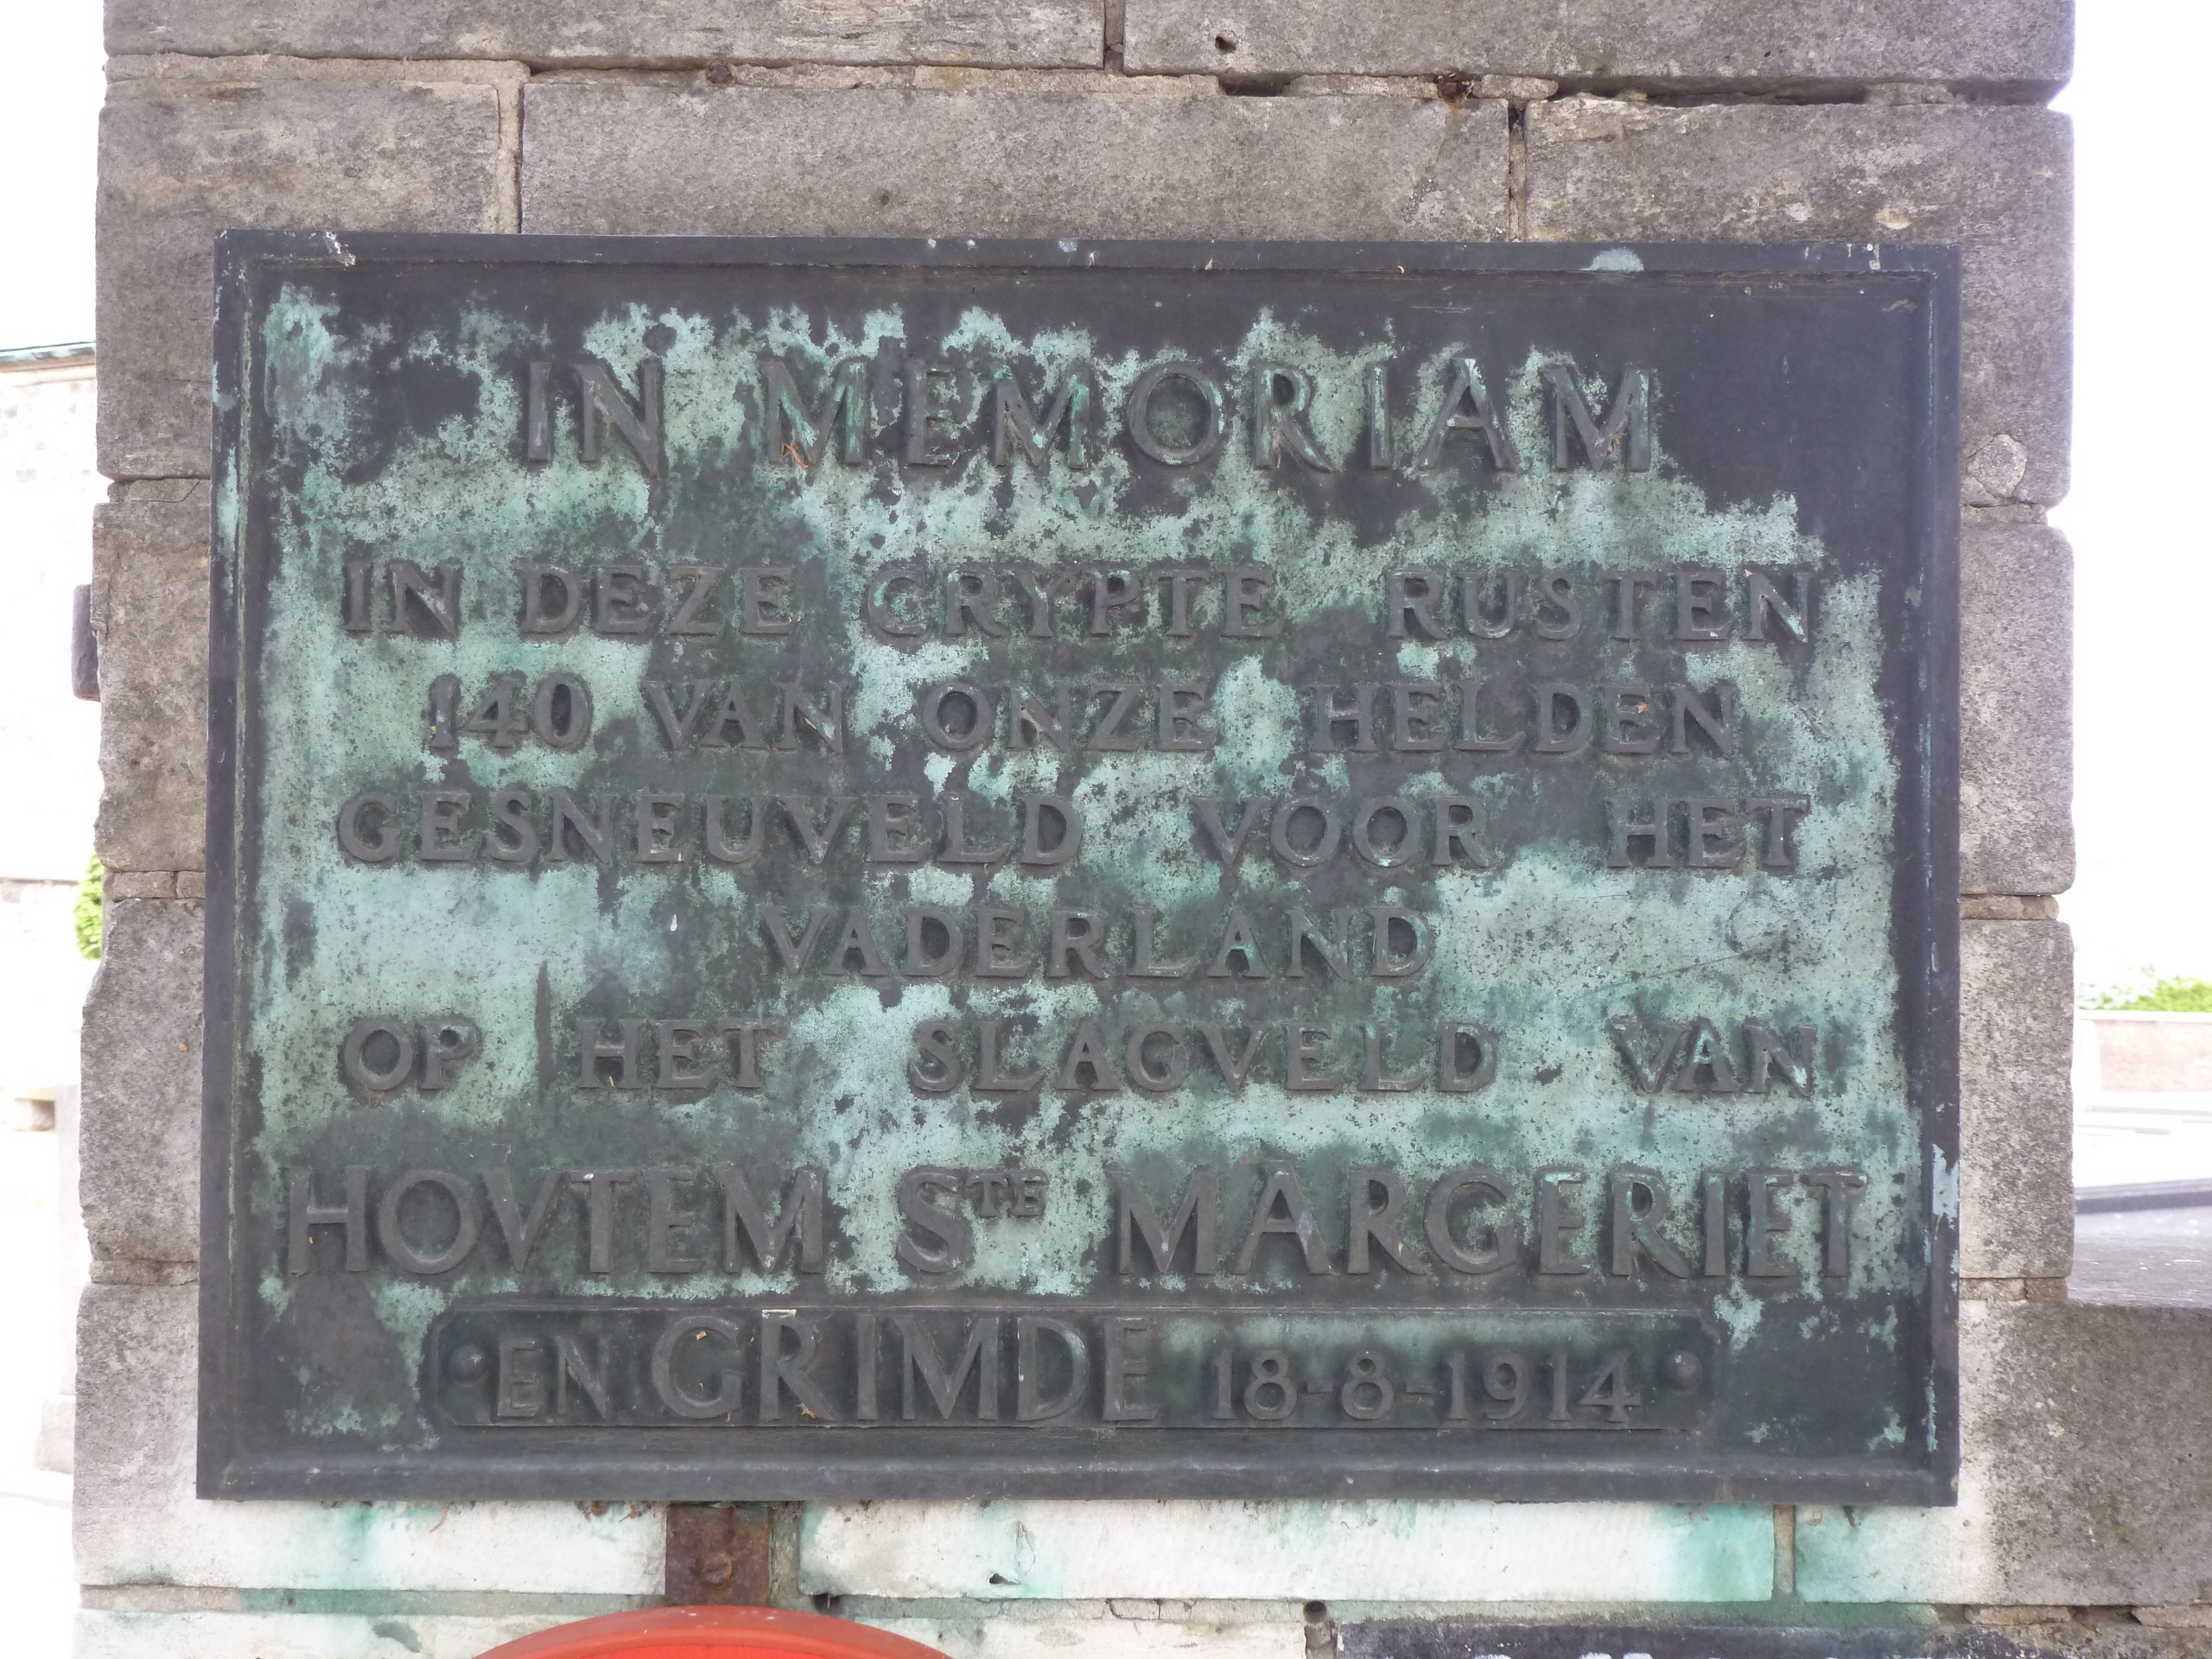 IN MEMORIAM
IN DEZE CRYPTE RUSTEN
140 VAN ONZE HELDEN
GESNEUVELD VOOR HET
VADERLAND
OP HET SLAGVELD VAN
HOVTEM STE MARGERIET
EN GRIMDE 18-8-1914